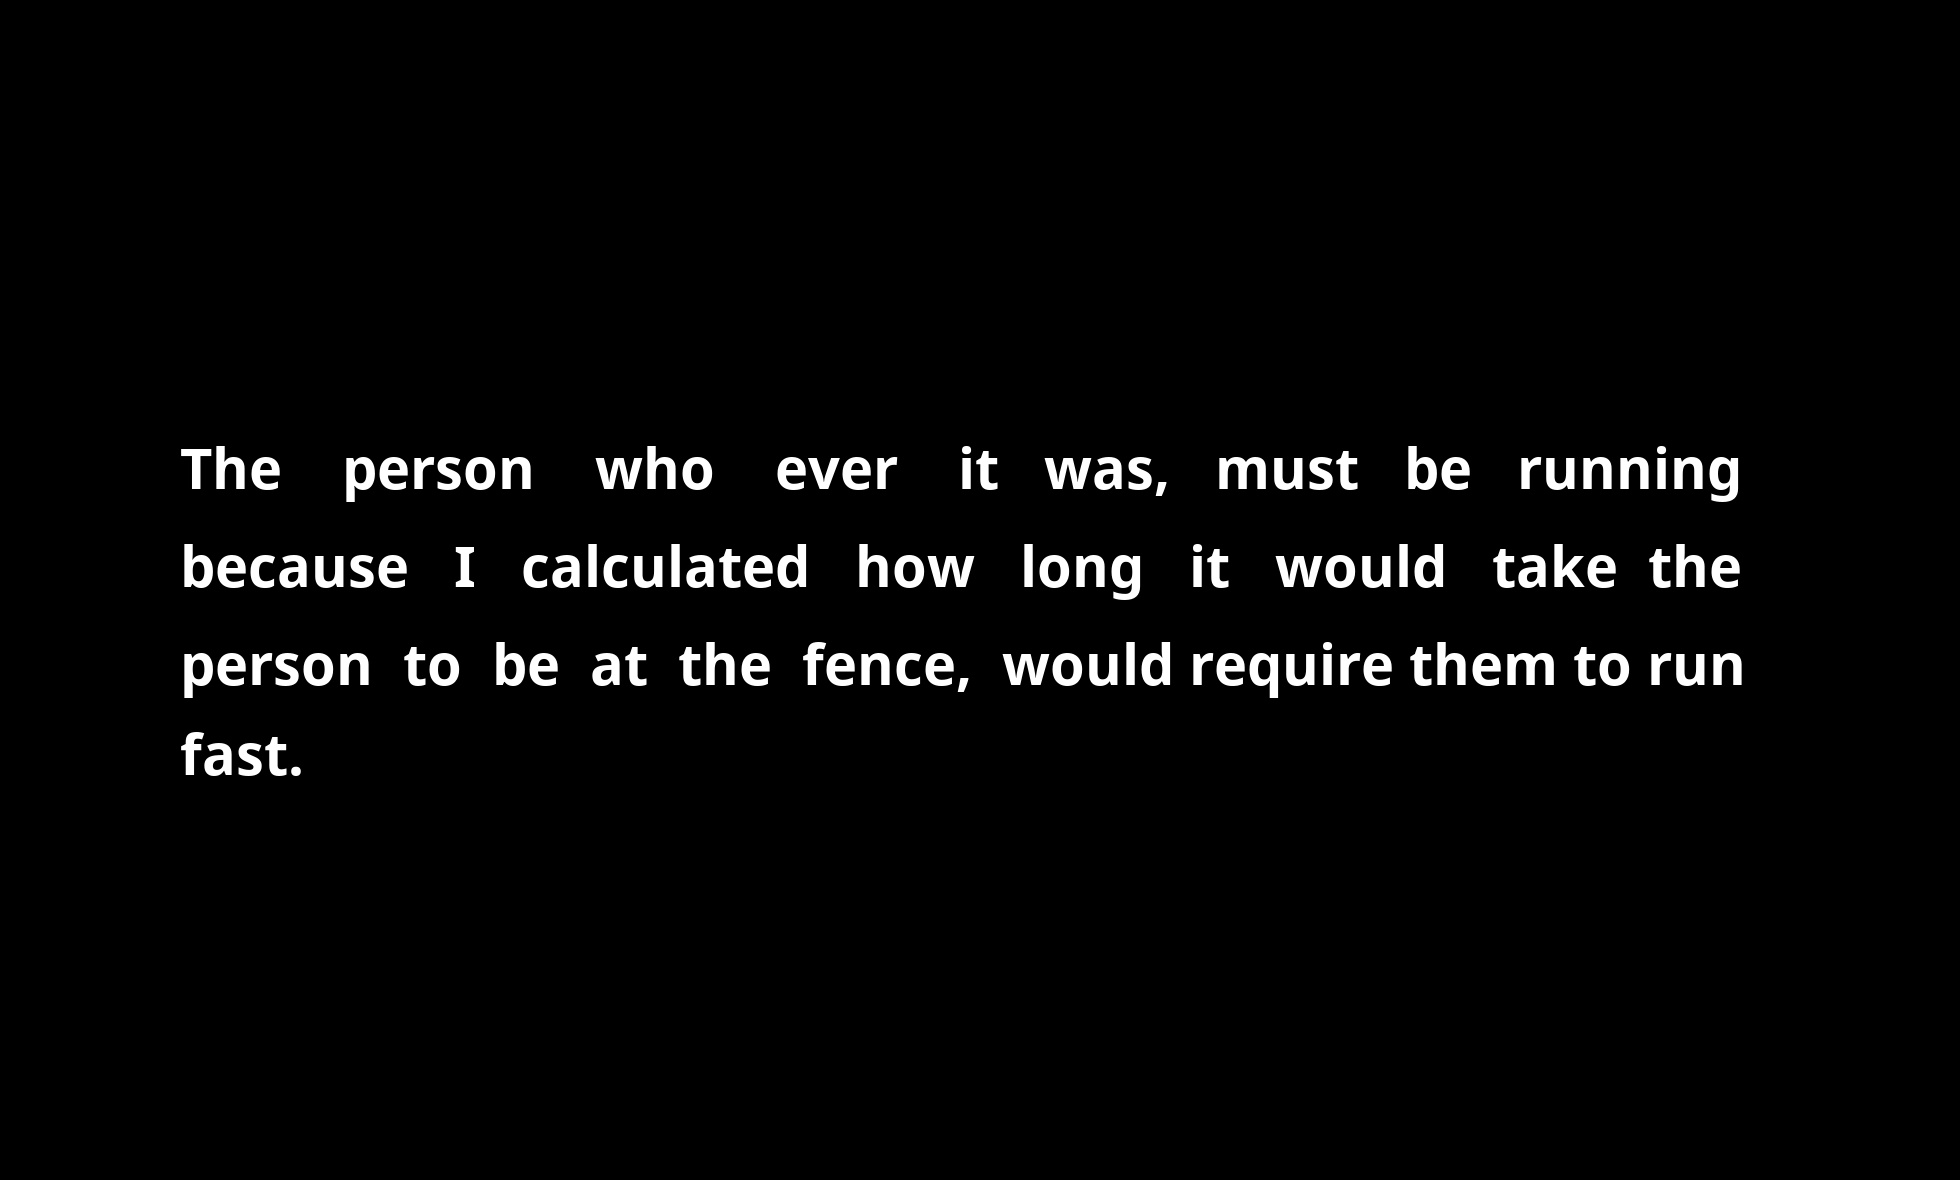 The person who ever it was, must be running
because I calculated how long it would take the
person to be at the fence, would require them to run
fast.